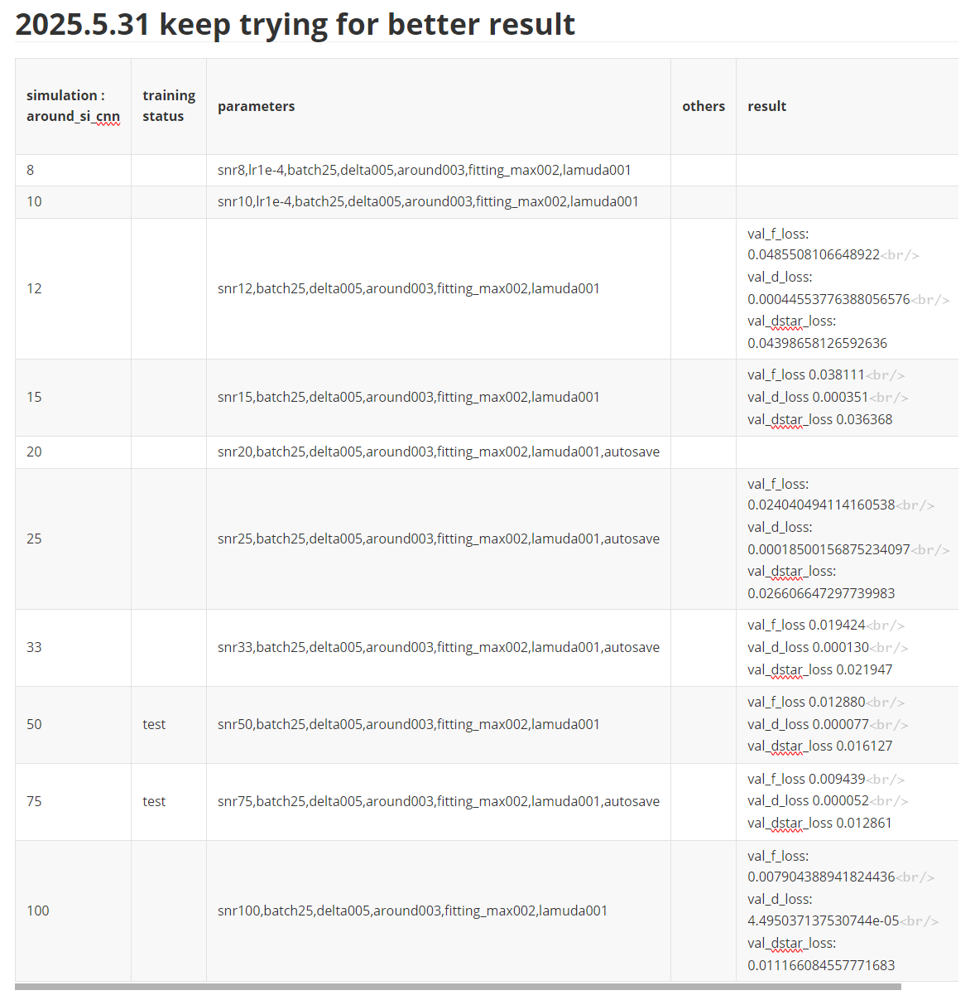 2025.5.31 keep trying for better result
simulation :
around_si_cnn
training
status
parameters
others
result
8
snr8,lr1e-4,batch25,delta005,around003,fitting_max002,lamuda001
10
snr10,lr1e-4,batch25,delta005,around003,fitting_max002,lamuda001
12
snr12,batch25,delta005,around003,fitting_max002,lamuda001
val_f_loss:
0.0485508106648922<br/>
val_d_loss:
0.00044553776388056576<br/>
val_dstar_loss:
0.04398658126592636
15
snr15,batch25,delta005,around003,fitting_max002,lamuda001
val_f_loss 0.038111<br/>
val_d_loss 0.000351<br/>
val_dstar_loss 0.036368
20
snr20,batch25,delta005,around003,fitting_max002,lamuda001,autosave
25
snr25,batch25,delta005,around003,fitting_max002,lamuda001,autosave
val_f_loss:
0.024040494114160538<br/>
val_d_loss:
0.00018500156875234097<br/>
val_dstar_loss:
0.026606647297739983
33
snr33,batch25,delta005,around003,fitting_max002,lamuda001,autosave
val_f_loss 0.019424<br/>
val_d_loss 0.000130<br/>
val_dstar_loss 0.021947
50
test
snr50,batch25,delta005,around003,fitting_max002,lamuda001
val_f_loss 0.012880<br/>
val_d_loss 0.000077<br/>
val_dstar_loss 0.016127
75
test
snr75,batch25,delta005,around003,fitting_max002,lamuda001,autosave
val_f_loss 0.009439<br/>
val_d_loss 0.000052<br/>
val_dstar_loss 0.012861
100
snr100,batch25,delta005,around003,fitting_max002,lamuda001
val_f_loss:
0.007904388941824436<br/>
val_d_loss:
4.495037137530744e-05<br/>
val_dstar_loss:
0.011166084557771683